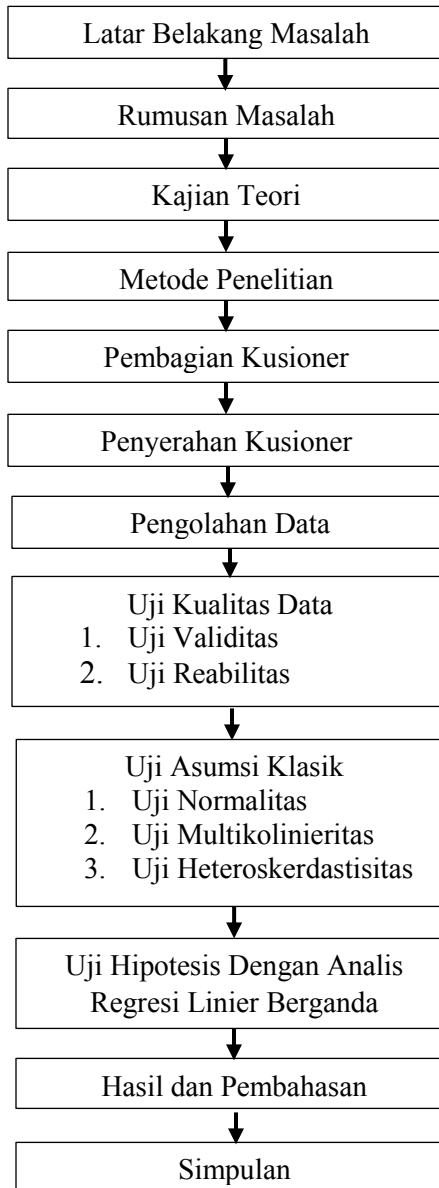 Latar Belakang Masalah
Rumusan Masalah
Kajian Teori
Metode Penelitian
Pembagian Kusioner
Penyerahan Kusioner
Pengolahan Data
Uji Kualitas Data
1. Uji Validitas
2. Uji Reabilitas
Uji Asumsi Klasik
1. Uji Normalitas
2. Uji Multikolinieritas
3. Uji Heteroskerdastisitas
Uji Hipotesis Dengan Analis
Regresi Linier Berganda
Hasil dan Pembahasan
Simpulan